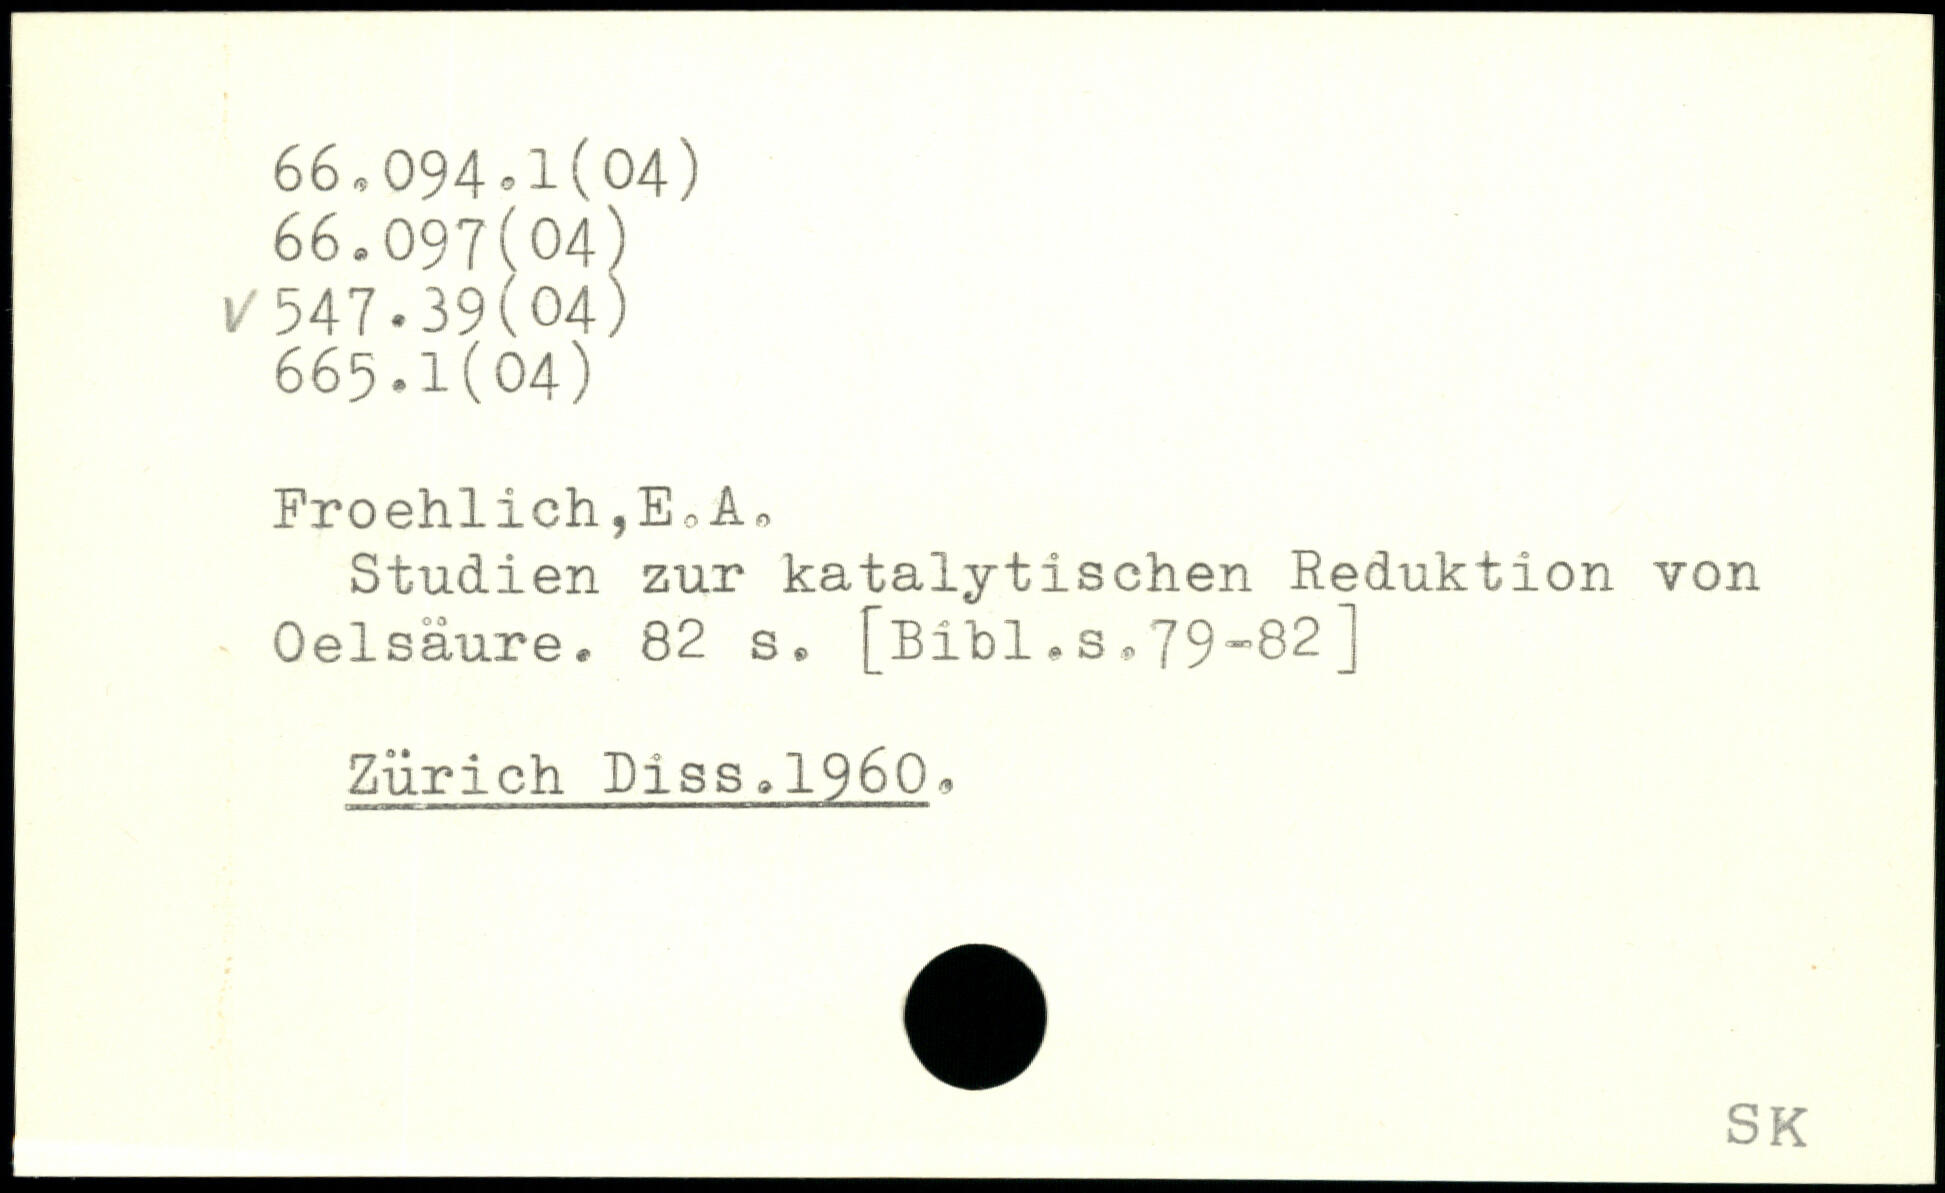 66.094.1(04)
66.097(04)
✓ 547.39(04)
665.1(04)
Froehlich,E.A.
Studien zur katalytischen Reduktion von
Oelsäure. 82 s. [Bibl.s.79-82]
Zürich Diss.1960.
SK